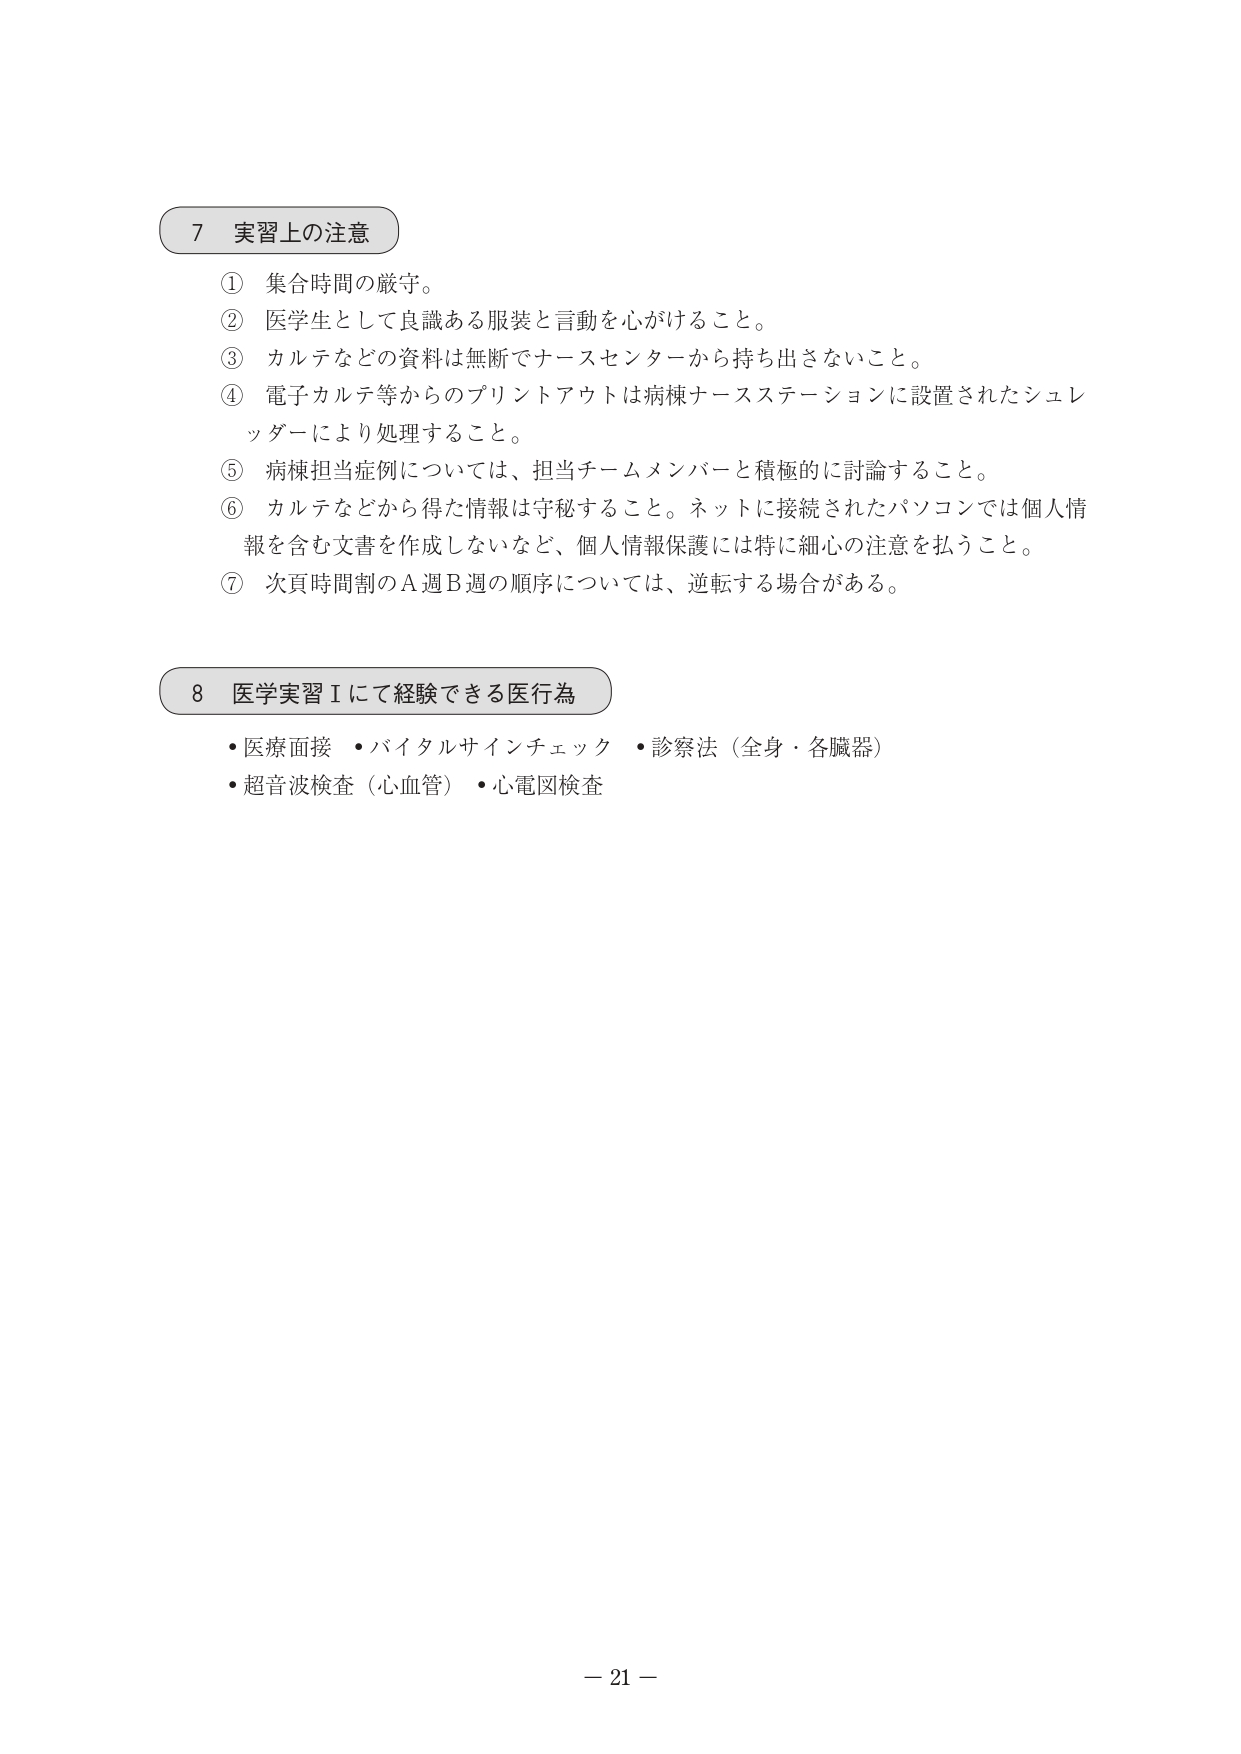 7　実習上の注意
①　集合時間の厳守。
②　医学生として良識ある服装と言動を心がけること。
③　カルテなどの資料は無断でナースセンターから持ち出さないこと。
④　電子カルテ等からのプリントアウトは病棟ナースステーションに設置されたシュレ
ッダーにより処理すること。
⑤　病棟担当症例については、担当チームメンバーと積極的に討論すること。
⑥　カルテなどから得た情報は守秘すること。ネットに接続されたパソコンでは個人情
報を含む文書を作成しないなど、個人情報保護には特に細心の注意を払うこと。
⑦　次頁時間割のＡ週Ｂ週の順序については、逆転する場合がある。
8　医学実習Ⅰにて経験できる医行為
•医療面接　•バイタルサインチェック　•診察法（全身・各臓器）
•超音波検査（心血管）　•心電図検査
― 21 ―